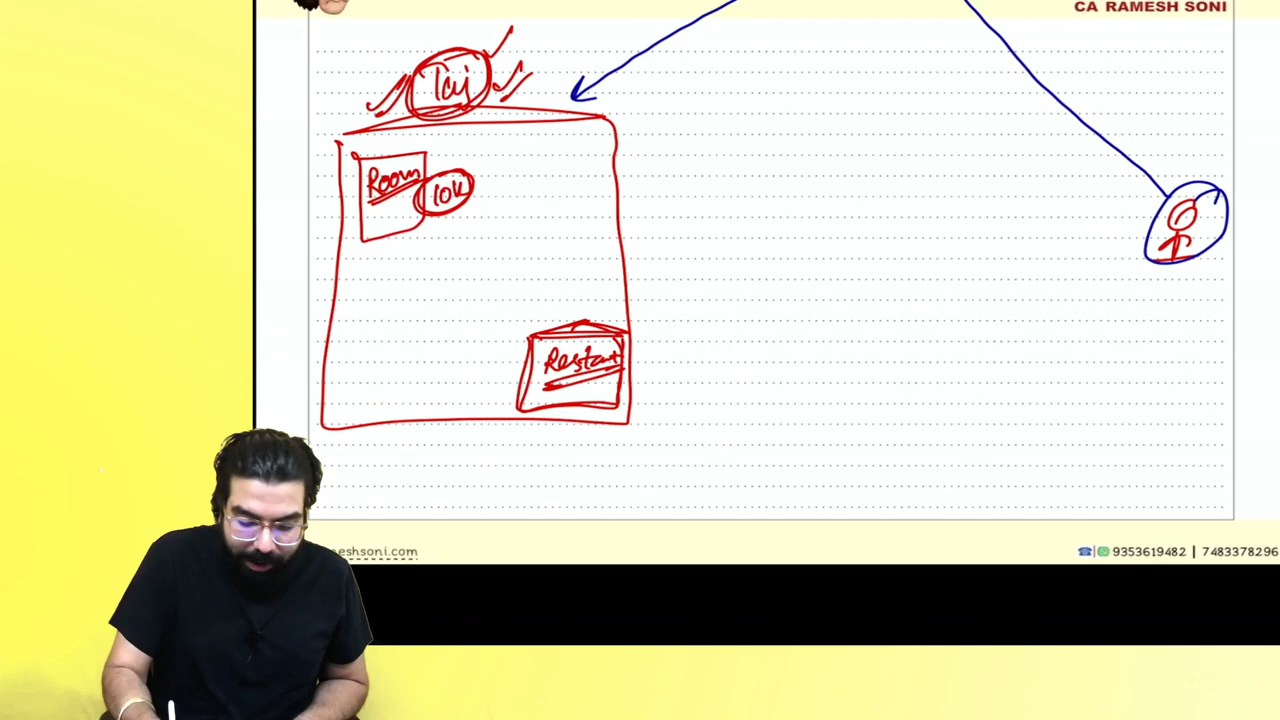 CA RAMESH SONI
Taj
Room
10K
Restau
eshsoni.com
9353619482 | 7483378296